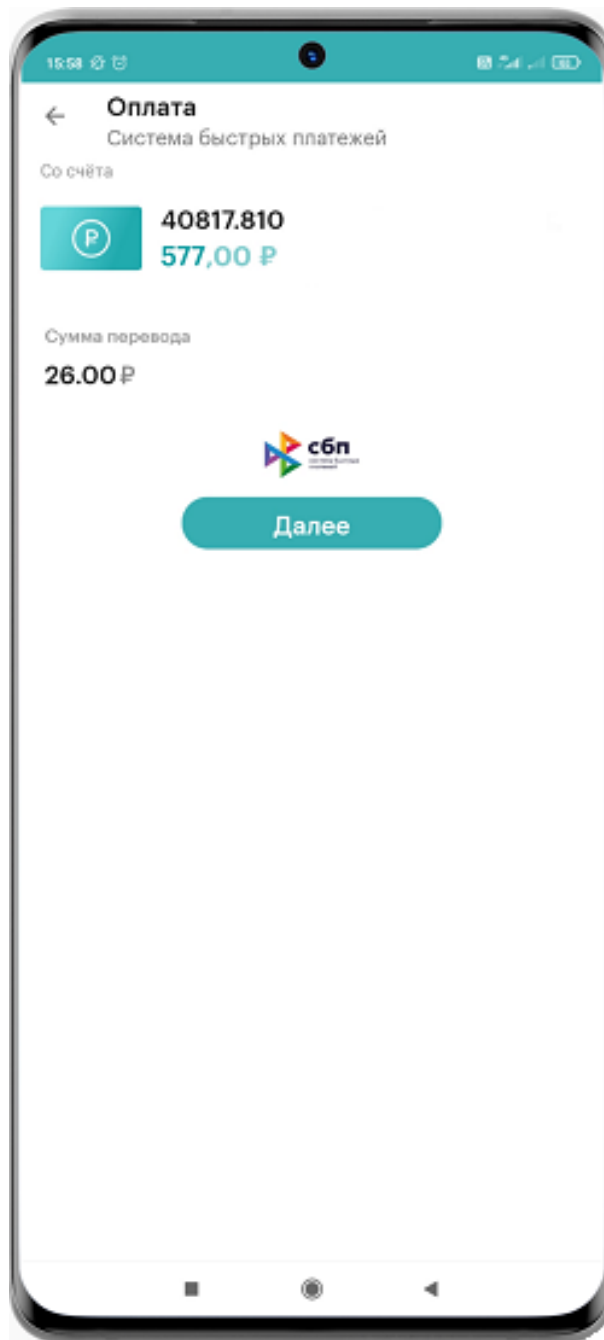 15:58
Оплата
Система быстрых платежей
Со счёта
40817.810
577,00 ₽
Сумма перевода
26.00 ₽
сбп
Далее